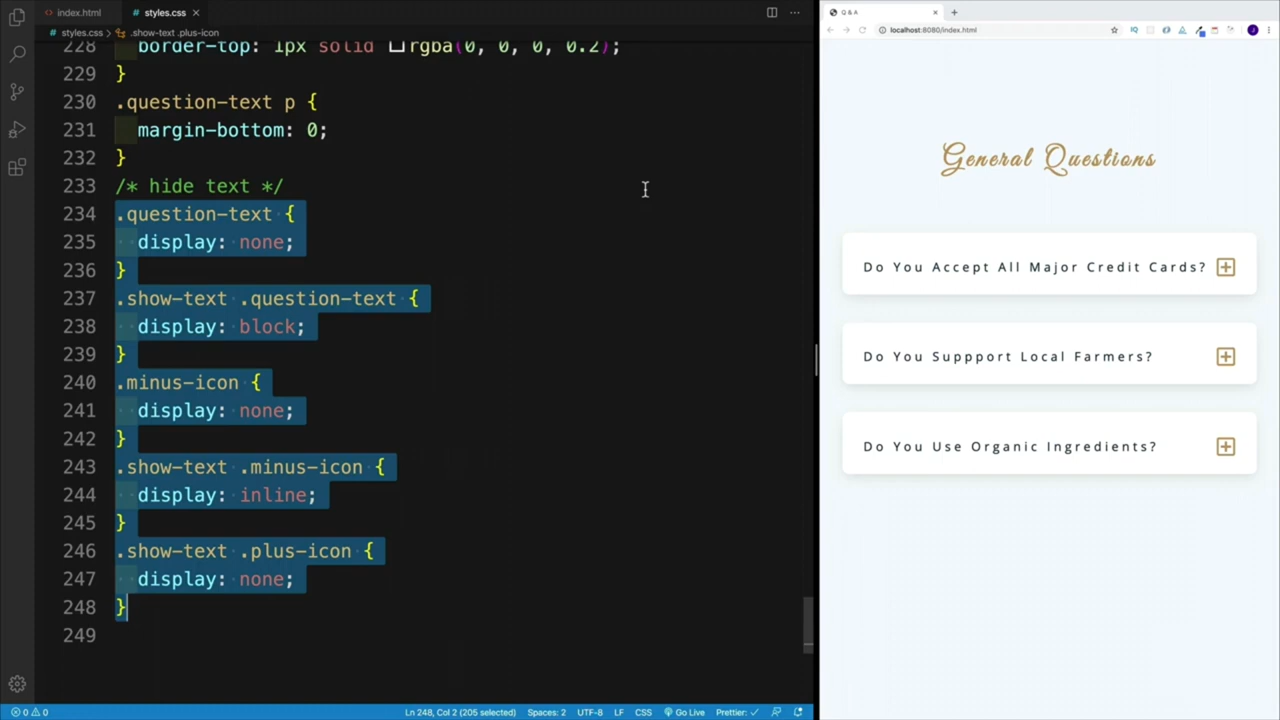 index.html
styles.css
styles.css > .show-text .plus-icon
228 border-top: 1px solid rgba(0, 0, 0, 0.2);
229 }
230 .question-text p {
231 margin-bottom: 0;
232 }
233 /* hide text */
234 .question-text {
235 display: none;
236 }
237 .show-text .question-text {
238 display: block;
239 }
240 .minus-icon {
241 display: none;
242 }
243 .show-text .minus-icon {
244 display: inline;
245 }
246 .show-text .plus-icon {
247 display: none;
248 }
249
0 0
Ln 248, Col 2 (205 selected)
Spaces: 2
UTF-8
LF
CSS
Go Live
Prettier: ✓
Q & A
localhost:8080/index.html
General Questions
Do You Accept All Major Credit Cards?
Do You Suppport Local Farmers?
Do You Use Organic Ingredients?